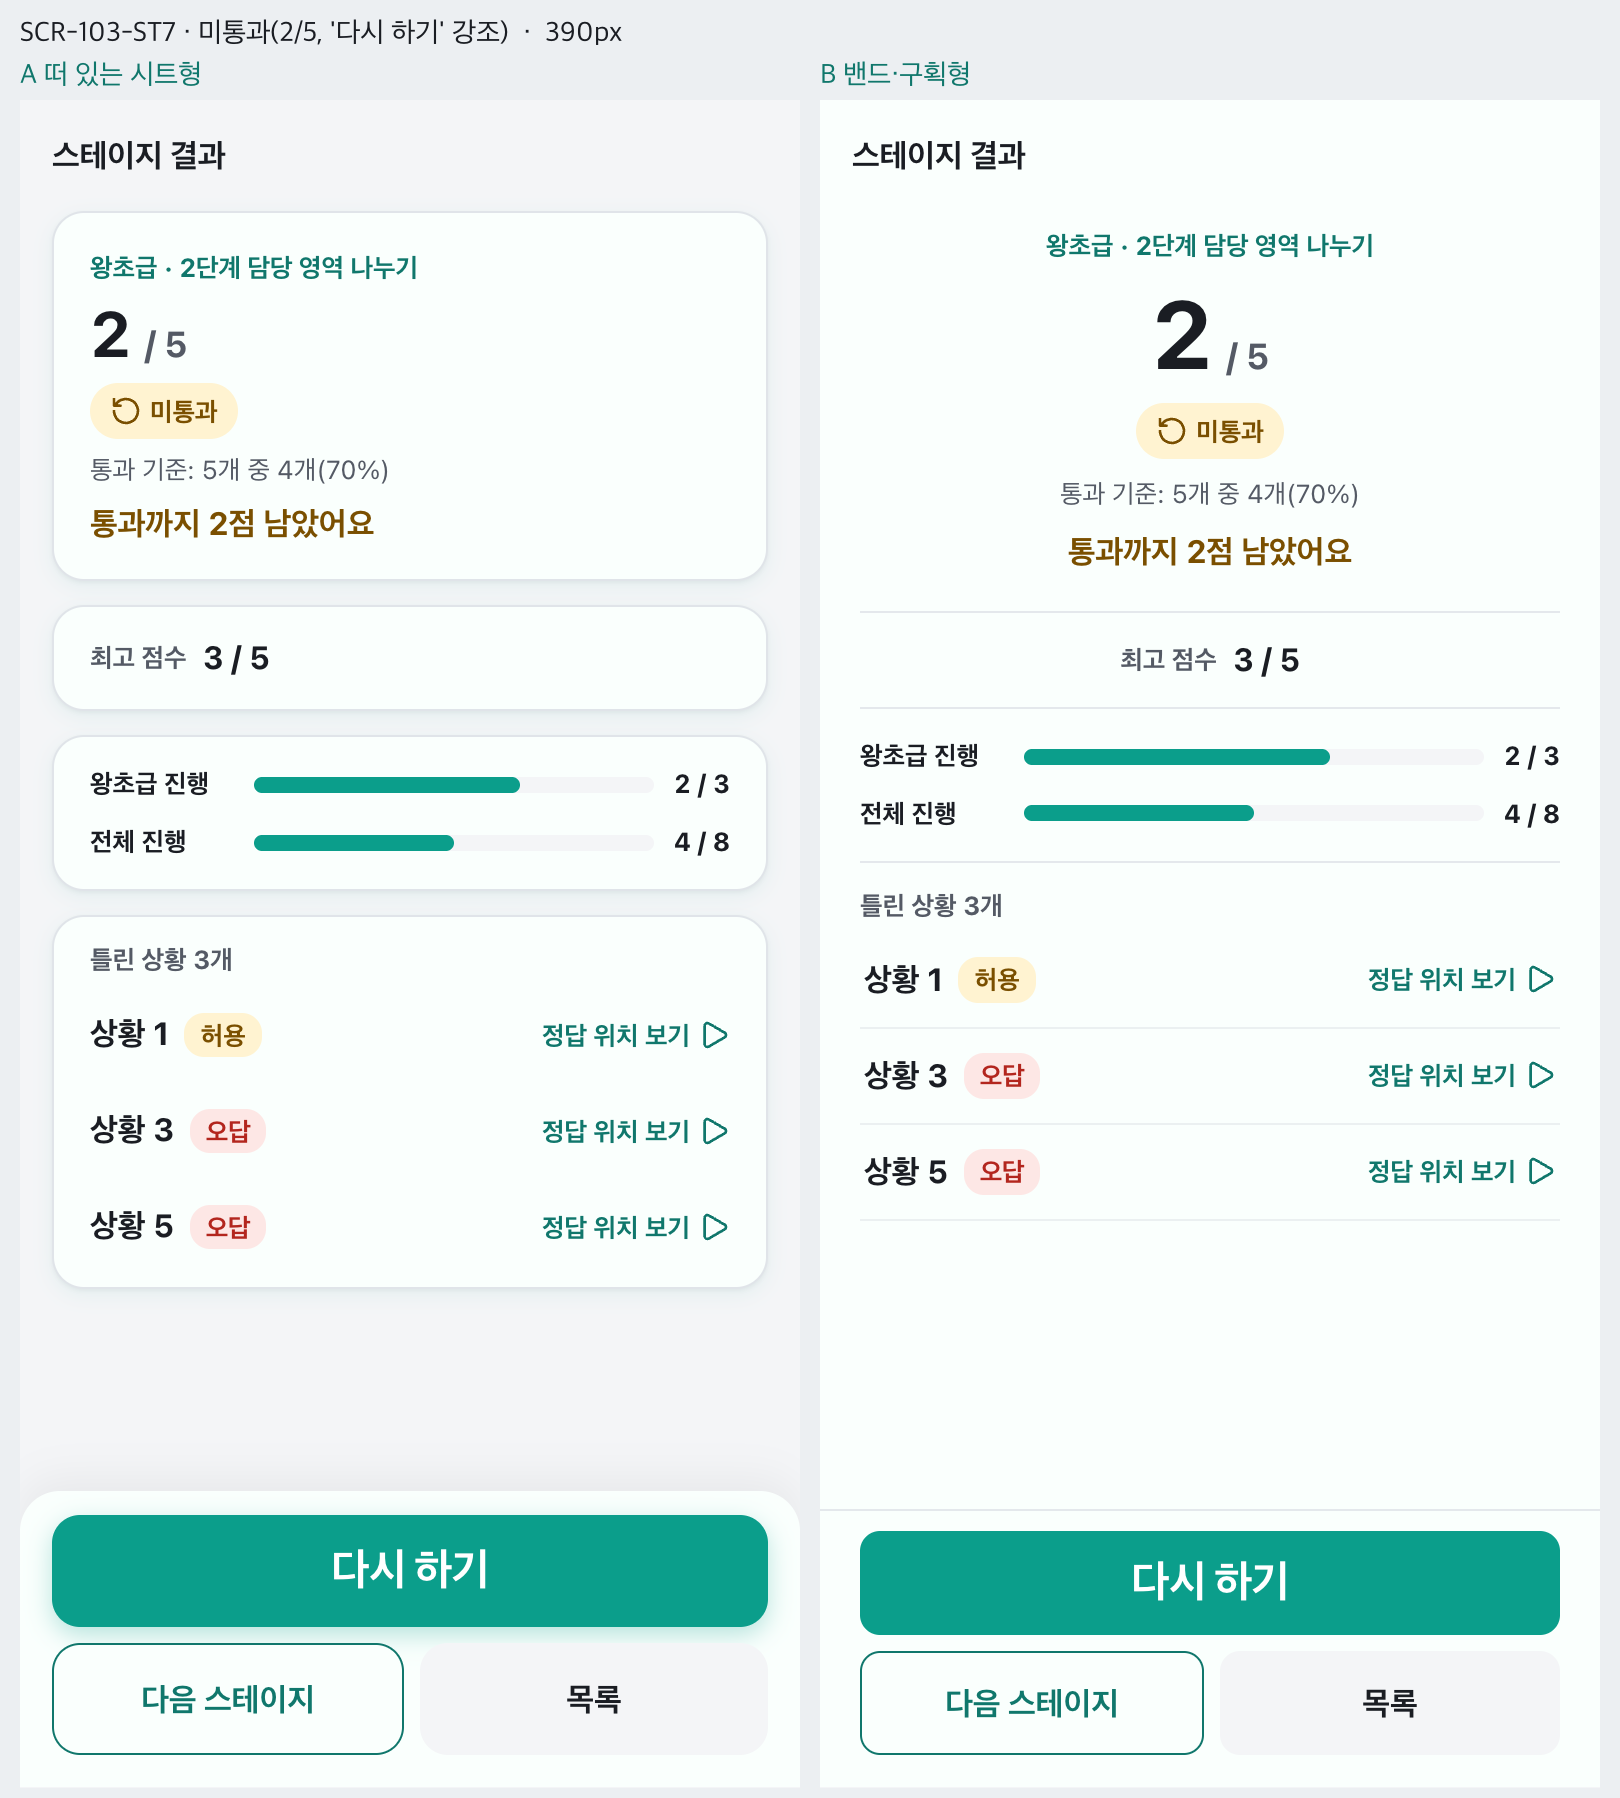 SCR-103-ST7 · 미통과(2/5, '다시 하기' 강조) · 390px
A 떠 있는 시트형
스테이지 결과
왕초급 · 2단계 담당 영역 나누기
2 / 5
미통과
통과 기준: 5개 중 4개(70%)
통과까지 2점 남았어요
최고 점수 3 / 5
왕초급 진행 2 / 3
전체 진행 4 / 8
틀린 상황 3개
상황 1 허용 정답 위치 보기
상황 3 오답 정답 위치 보기
상황 5 오답 정답 위치 보기
다시 하기
다음 스테이지 목록
B 밴드·구획형
스테이지 결과
왕초급 · 2단계 담당 영역 나누기
2 / 5
미통과
통과 기준: 5개 중 4개(70%)
통과까지 2점 남았어요
최고 점수 3 / 5
왕초급 진행 2 / 3
전체 진행 4 / 8
틀린 상황 3개
상황 1 허용 정답 위치 보기
상황 3 오답 정답 위치 보기
상황 5 오답 정답 위치 보기
다시 하기
다음 스테이지 목록